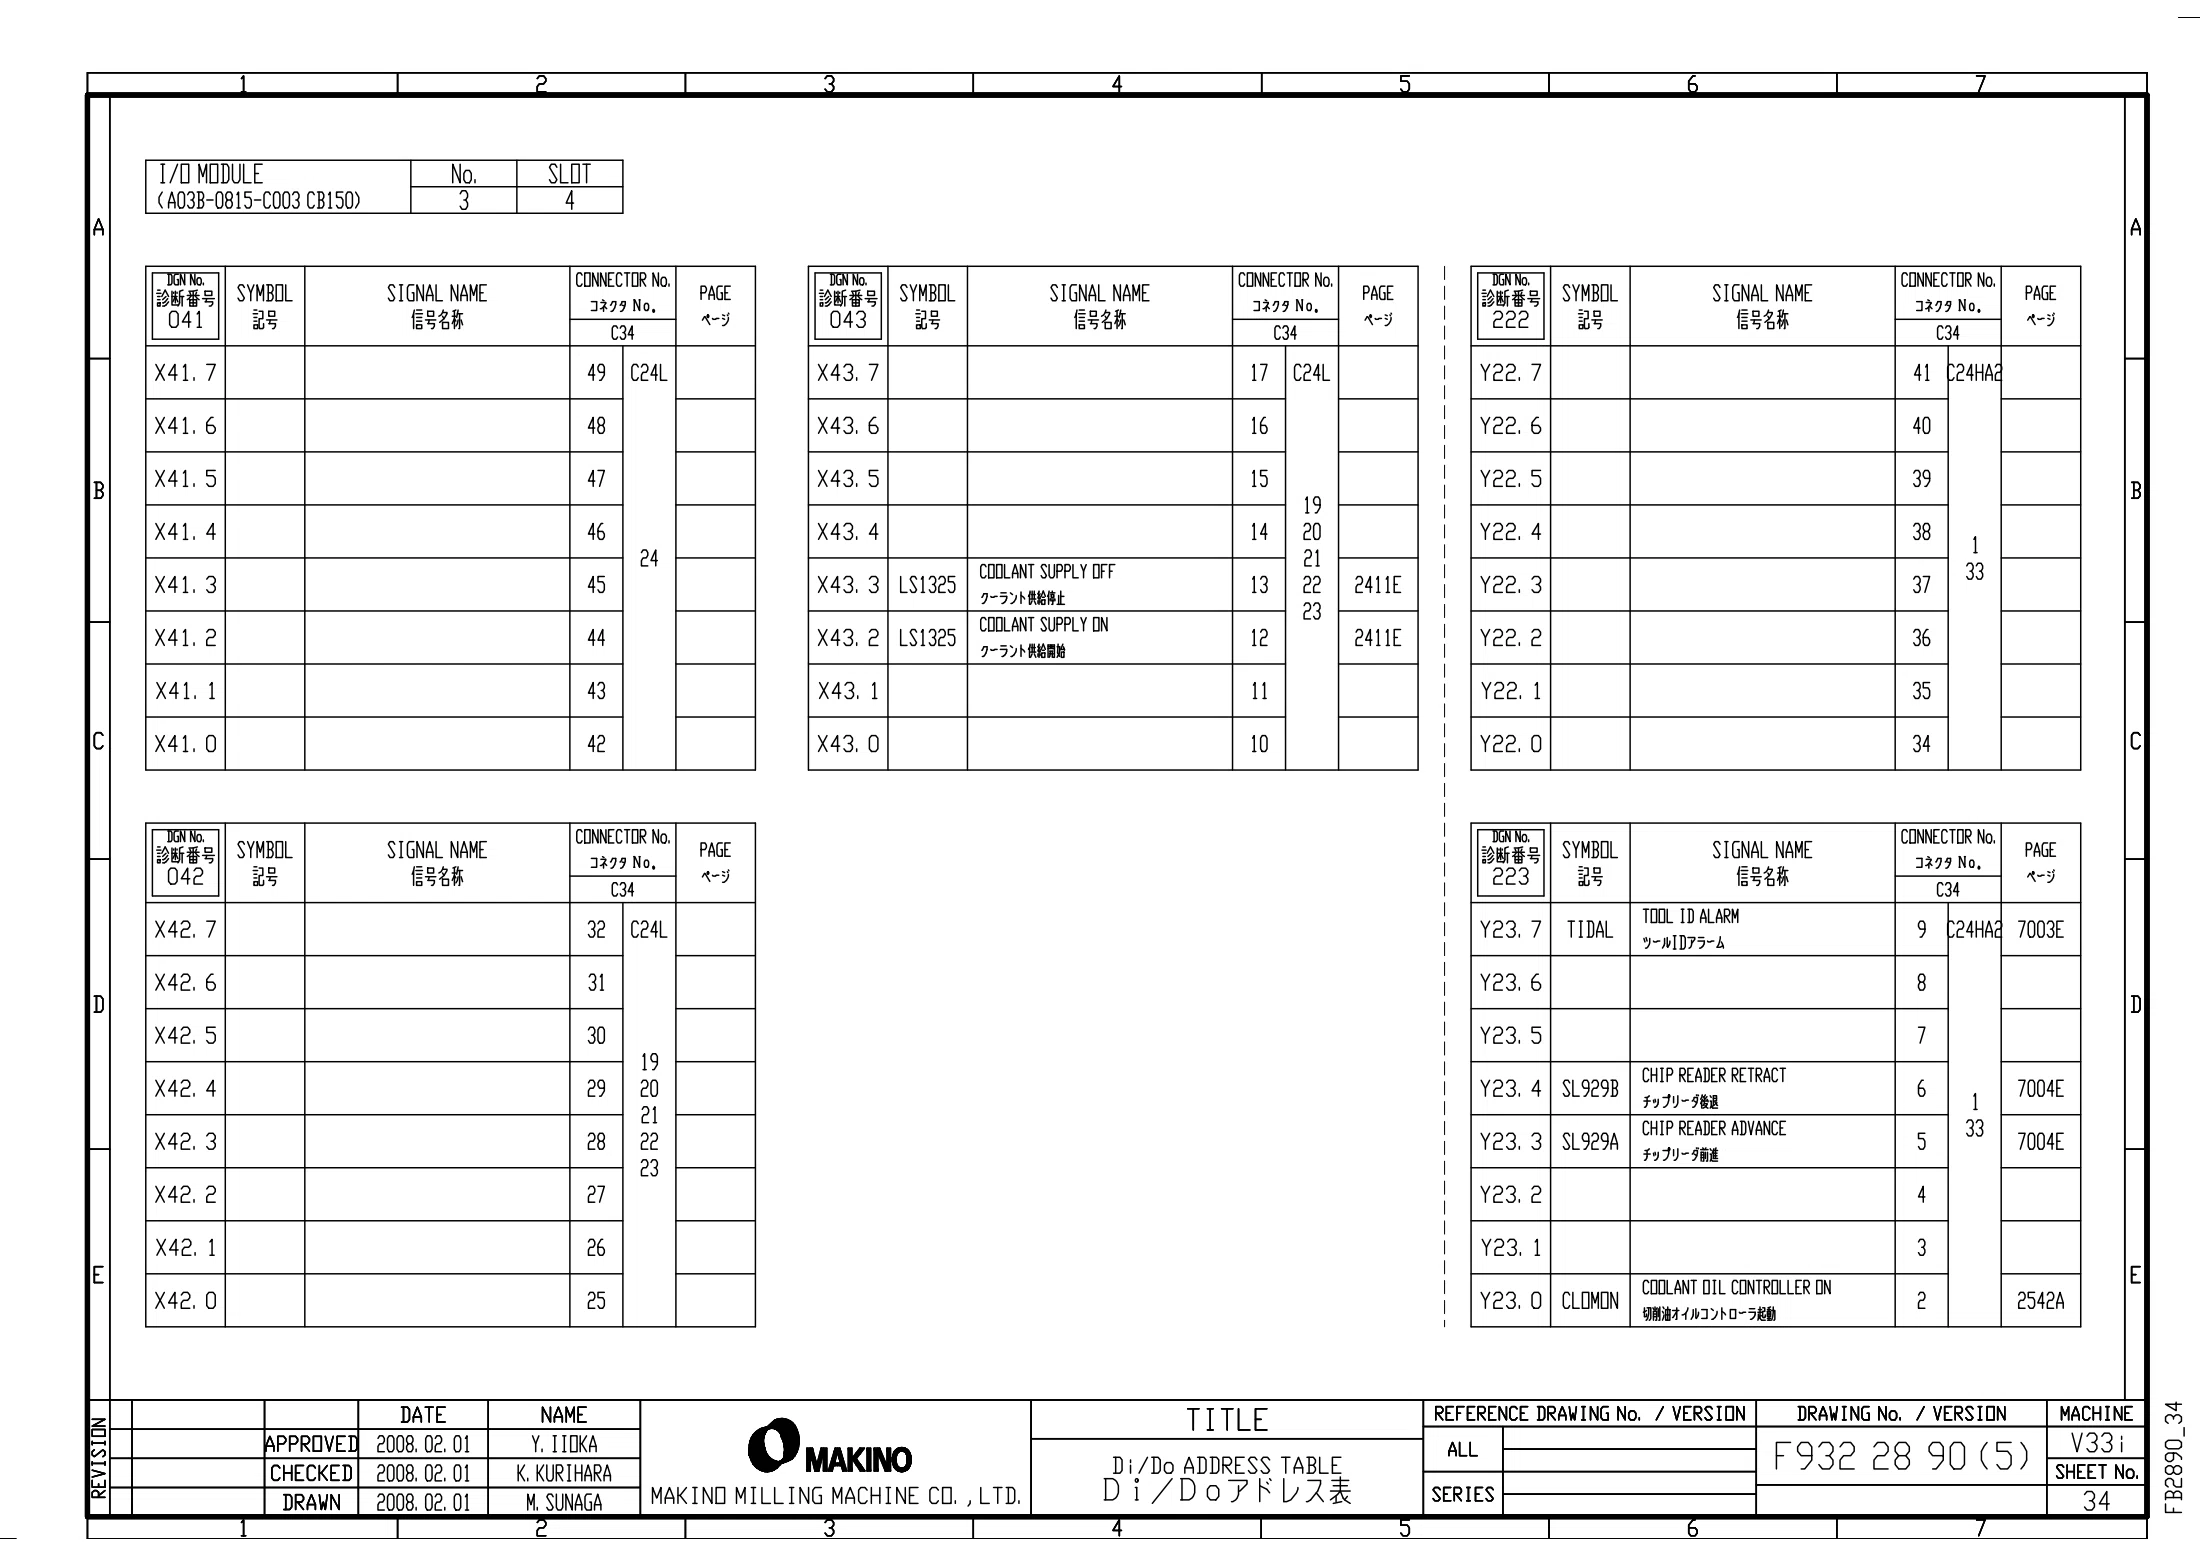 1 2 3 4 5 6 7
I/O MODULE No. SLOT
(A03B-0815-C003 CB150) 3 4
A A
B B
C C
D D
E E
DGN No. SYMBOL SIGNAL NAME CONNECTOR No. PAGE
診断番号 記号 信号名称 コネクタ No. ページ
041 C34
X41. 7 49 C24L
X41. 6 48
X41. 5 47
X41. 4 46
24
X41. 3 45
X41. 2 44
X41. 1 43
X41. 0 42
DGN No. SYMBOL SIGNAL NAME CONNECTOR No. PAGE
診断番号 記号 信号名称 コネクタ No. ページ
042 C34
X42. 7 32 C24L
X42. 6 31
X42. 5 30
19
X42. 4 29 20
21
X42. 3 28 22
23
X42. 2 27
X42. 1 26
X42. 0 25
DGN No. SYMBOL SIGNAL NAME CONNECTOR No. PAGE
診断番号 記号 信号名称 コネクタ No. ページ
043 C34
X43. 7 17 C24L
X43. 6 16
X43. 5 15
19
X43. 4 14 20
21
X43. 3 LS1325 COOLANT SUPPLY OFF 13 22 2411E
クーラント供給停止
23
X43. 2 LS1325 COOLANT SUPPLY ON 12 2411E
クーラント供給開始
X43. 1 11
X43. 0 10
DGN No. SYMBOL SIGNAL NAME CONNECTOR No. PAGE
診断番号 記号 信号名称 コネクタ No. ページ
222 C34
Y22. 7 41 C24HA2
Y22. 6 40
Y22. 5 39
Y22. 4 38
1
33
Y22. 3 37
Y22. 2 36
Y22. 1 35
Y22. 0 34
DGN No. SYMBOL SIGNAL NAME CONNECTOR No. PAGE
診断番号 記号 信号名称 コネクタ No. ページ
223 C34
Y23. 7 TIDAL TOOL ID ALARM 9 C24HA2 7003E
ツールIDアラーム
Y23. 6 8
Y23. 5 7
Y23. 4 SL929B CHIP READER RETRACT 6 7004E
チップリーダ後退
1
33
Y23. 3 SL929A CHIP READER ADVANCE 5 7004E
チップリーダ前進
Y23. 2 4
Y23. 1 3
Y23. 0 CLOMON COOLANT OIL CONTROLLER ON 2 2542A
切削油オイルコントローラ起動
REVISION
DATE NAME
APPROVED 2008. 02. 01 Y. IIOKA
CHECKED 2008. 02. 01 K. KURIHARA
DRAWN 2008. 02. 01 M. SUNAGA
MAKINO
MAKINO MILLING MACHINE CO. , LTD.
TITLE
Di/Do ADDRESS TABLE
Di/Doアドレス表
REFERENCE DRAWING No. / VERSION
ALL
SERIES
DRAWING No. / VERSION
F932 28 90 (5)
MACHINE
V33i
SHEET No.
34
FB2890_34
1 2 3 4 5 6 7